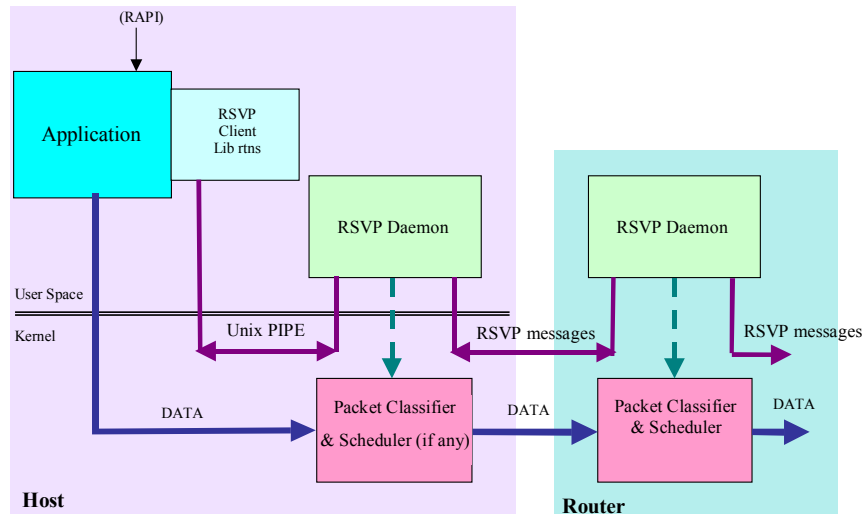 (RAPI)
Application
RSVP
Client
Lib rtns
RSVP Daemon
RSVP Daemon
User Space
Kernel
Unix PIPE
RSVP messages
RSVP messages
DATA
Packet Classifier
& Scheduler (if any)
DATA
Packet Classifier
& Scheduler
DATA
Host
Router